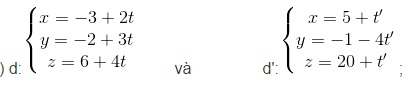 ) d: { x = −3 + 2t
y = −2 + 3t
z = 6 + 4t
và
d': { x = 5 + t′
y = −1 − 4t′
z = 20 + t′ ;